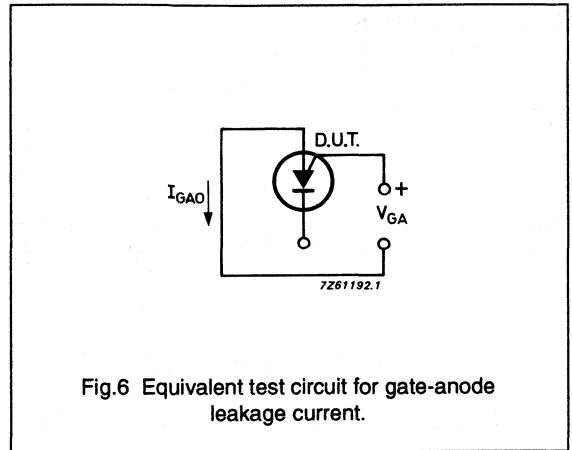 D.U.T.
I_GAO
+
V_GA
7Z61192.1
Fig.6 Equivalent test circuit for gate-anode
leakage current.